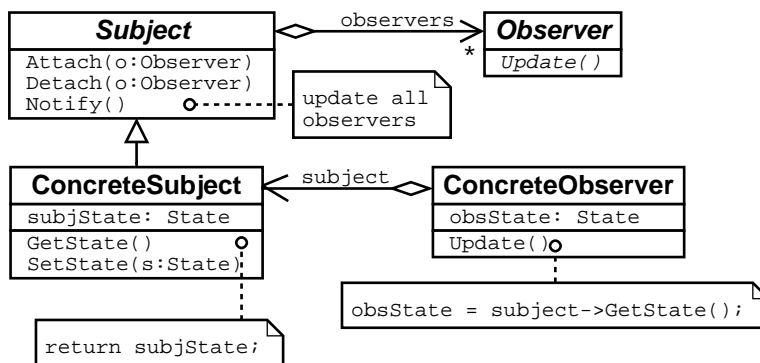 Subject
observers
Observer
*
Attach(o:Observer)
Detach(o:Observer)
Notify()
Update()
update all
observers
ConcreteSubject
subject
ConcreteObserver
subjState: State
obsState: State
GetState()
SetState(s:State)
Update()
obsState = subject->GetState();
return subjState;